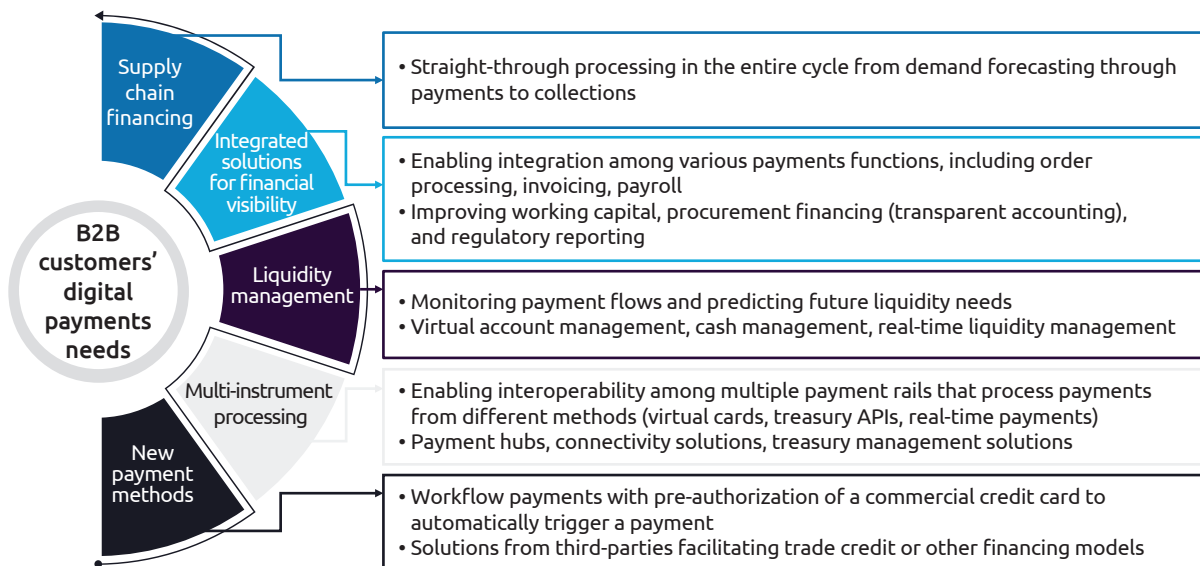 B2B
customers’
digital
payments
needs
Supply
chain
financing
• Straight-through processing in the entire cycle from demand forecasting through
payments to collections
Integrated
solutions
for financial
visibility
• Enabling integration among various payments functions, including order
processing, invoicing, payroll
• Improving working capital, procurement financing (transparent accounting),
and regulatory reporting
Liquidity
management
• Monitoring payment flows and predicting future liquidity needs
• Virtual account management, cash management, real-time liquidity management
Multi-instrument
processing
• Enabling interoperability among multiple payment rails that process payments
from different methods (virtual cards, treasury APIs, real-time payments)
• Payment hubs, connectivity solutions, treasury management solutions
New
payment
methods
• Workflow payments with pre-authorization of a commercial credit card to
automatically trigger a payment
• Solutions from third-parties facilitating trade credit or other financing models